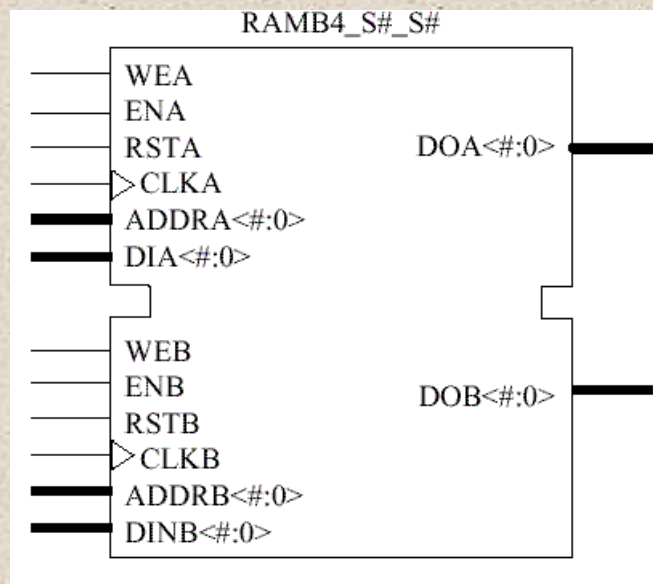 RAMB4_S#_S#
WEA
ENA
RSTA
CLKA
ADDRA<#:0>
DIA<#:0>
DOA<#:0>
WEB
ENB
RSTB
CLKB
ADDRB<#:0>
DINB<#:0>
DOB<#:0>